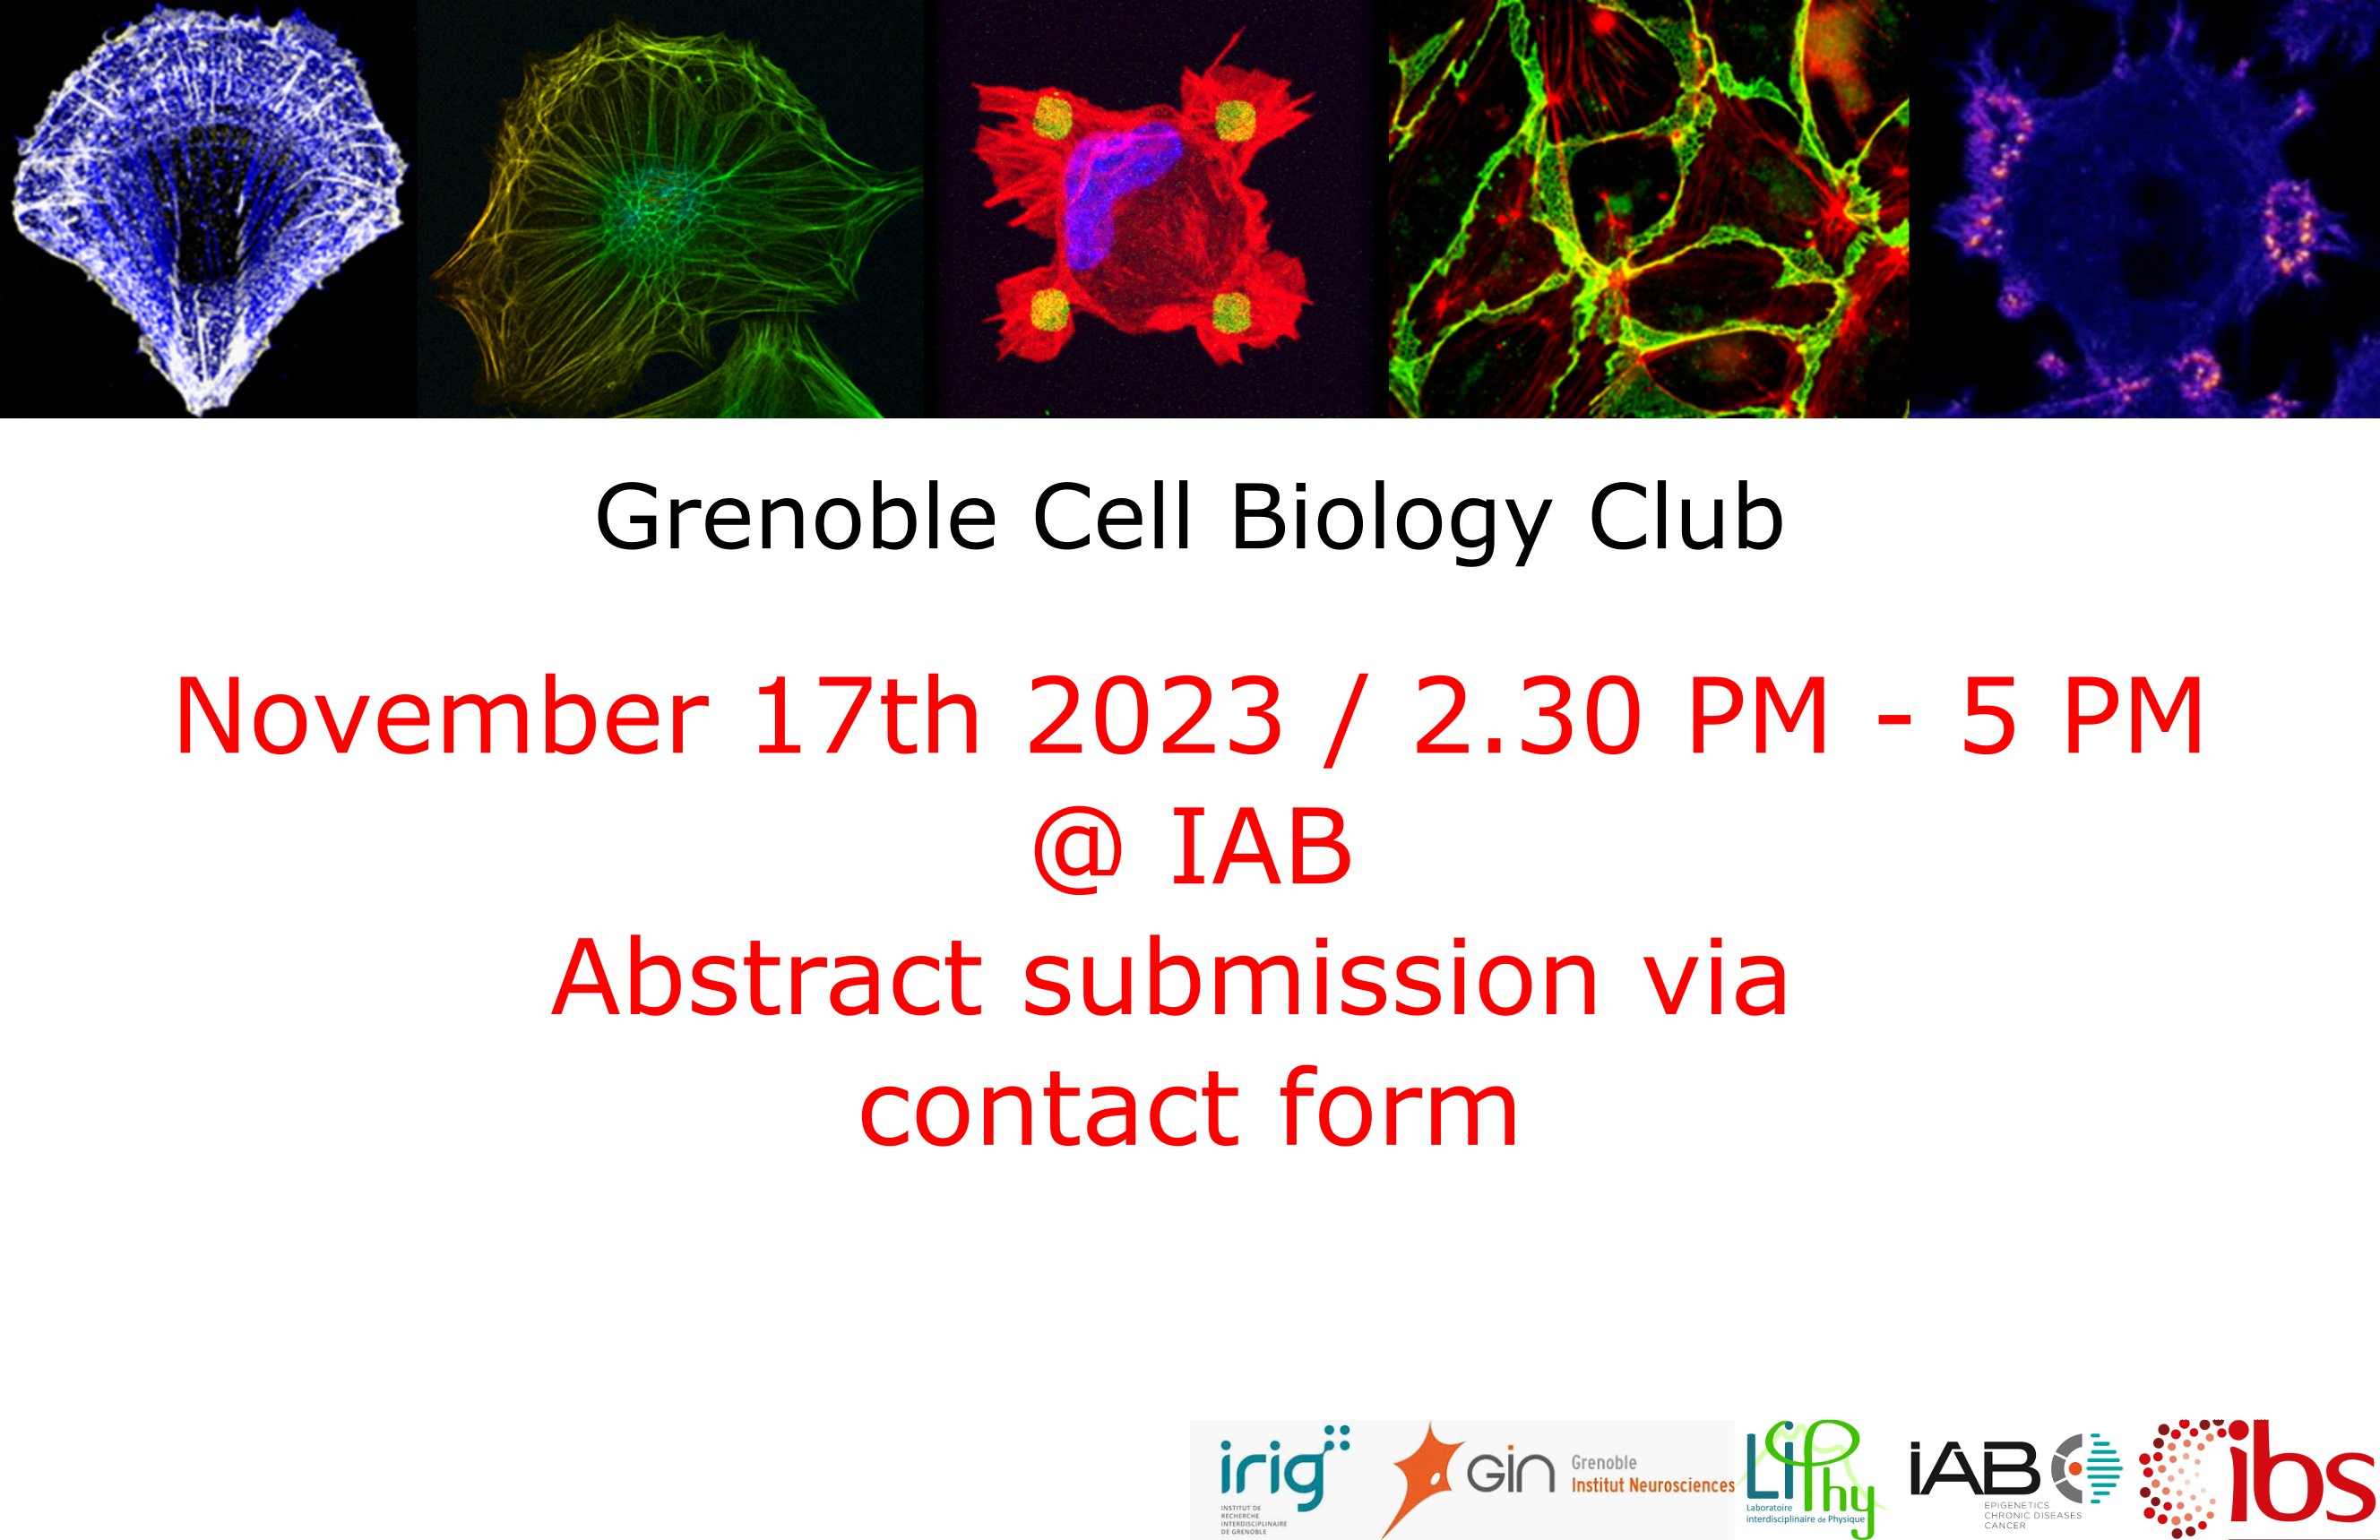 Grenoble Cell Biology Club
November 17th 2023 / 2.30 PM - 5 PM
@ IAB
Abstract submission via
contact form
irig
INSTITUT DE
RECHERCHE
INTERDISCIPLINAIRE
DE GRENOBLE
GIN
Grenoble
Institut Neurosciences
LiPhy
Laboratoire
interdisciplinaire de Physique
iAB
EPIGENETICS
CHRONIC DISEASES
CANCER
ibs